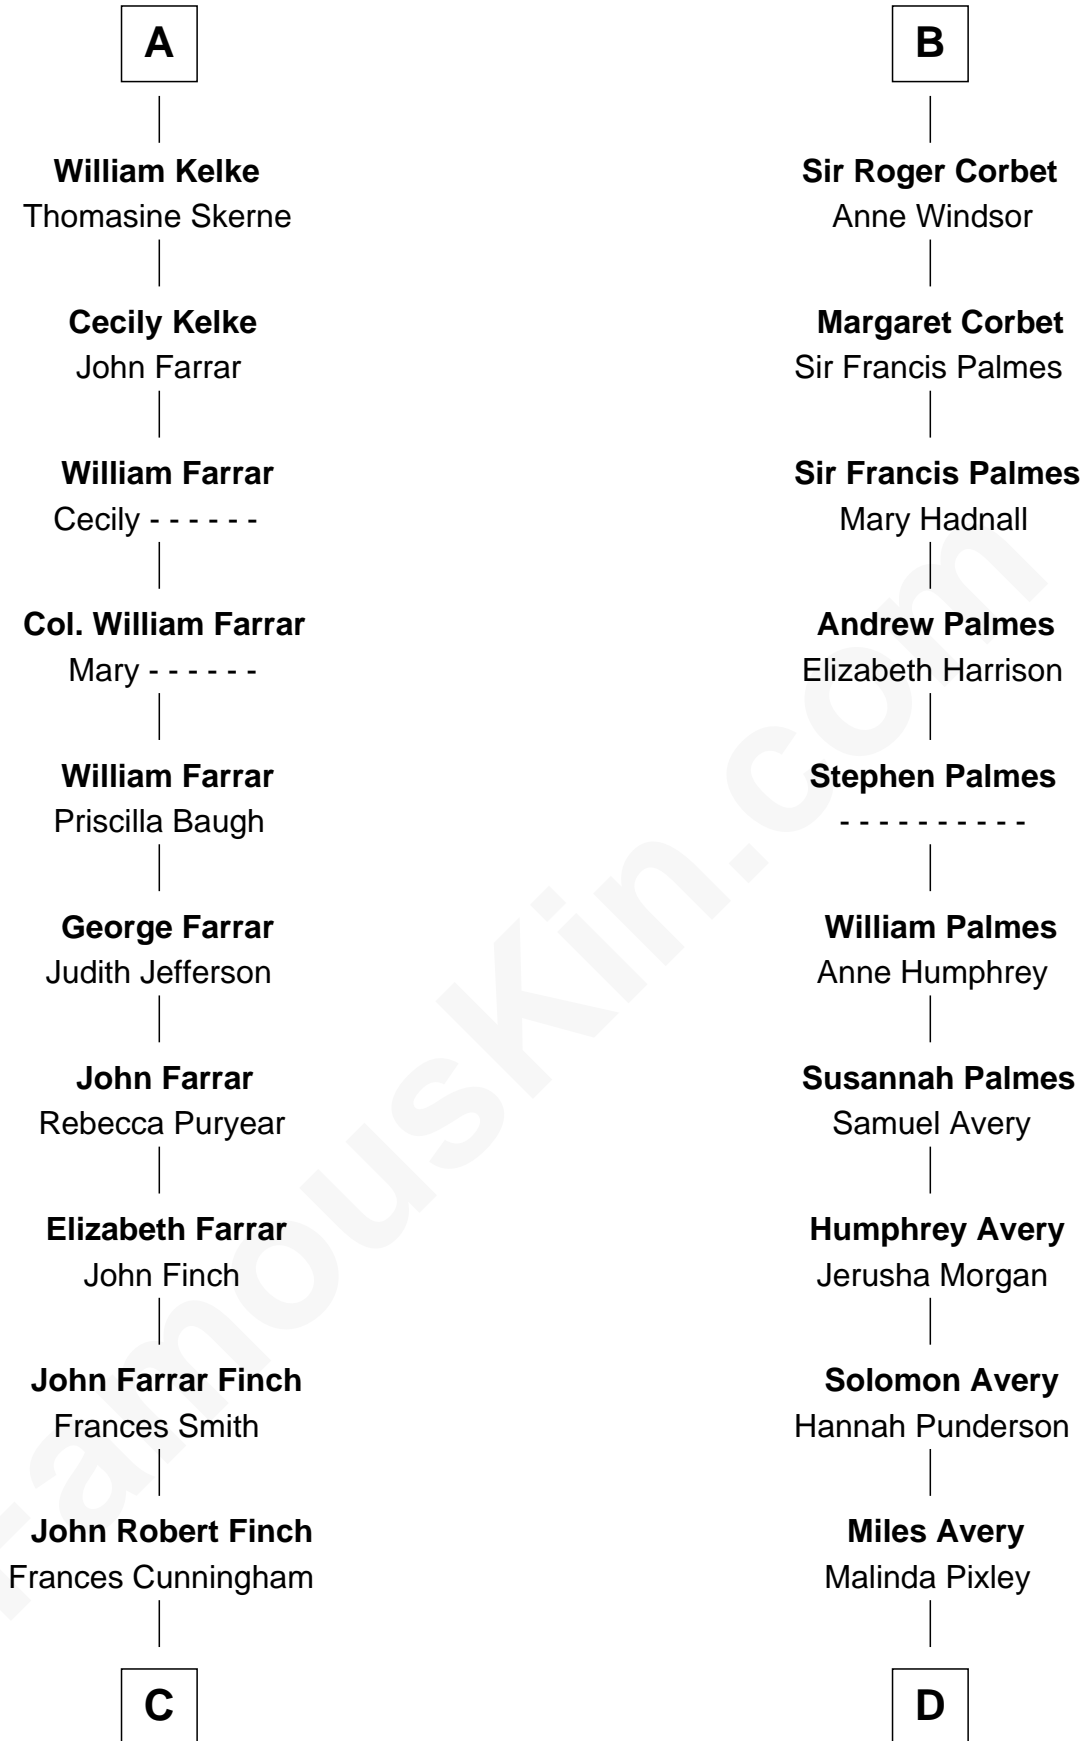 A
William Kelke
Thomasine Skerne
Cecily Kelke
John Farrar
William Farrar
Cecily - - - - - -
Col. William Farrar
Mary - - - - - -
William Farrar
Priscilla Baugh
George Farrar
Judith Jefferson
John Farrar
Rebecca Puryear
Elizabeth Farrar
John Finch
John Farrar Finch
Frances Smith
John Robert Finch
Frances Cunningham
C
B
Sir Roger Corbet
Anne Windsor
Margaret Corbet
Sir Francis Palmes
Sir Francis Palmes
Mary Hadnall
Andrew Palmes
Elizabeth Harrison
Stephen Palmes
- - - - - - - - - -
William Palmes
Anne Humphrey
Susannah Palmes
Samuel Avery
Humphrey Avery
Jerusha Morgan
Solomon Avery
Hannah Punderson
Miles Avery
Malinda Pixley
D
FamousKin.com